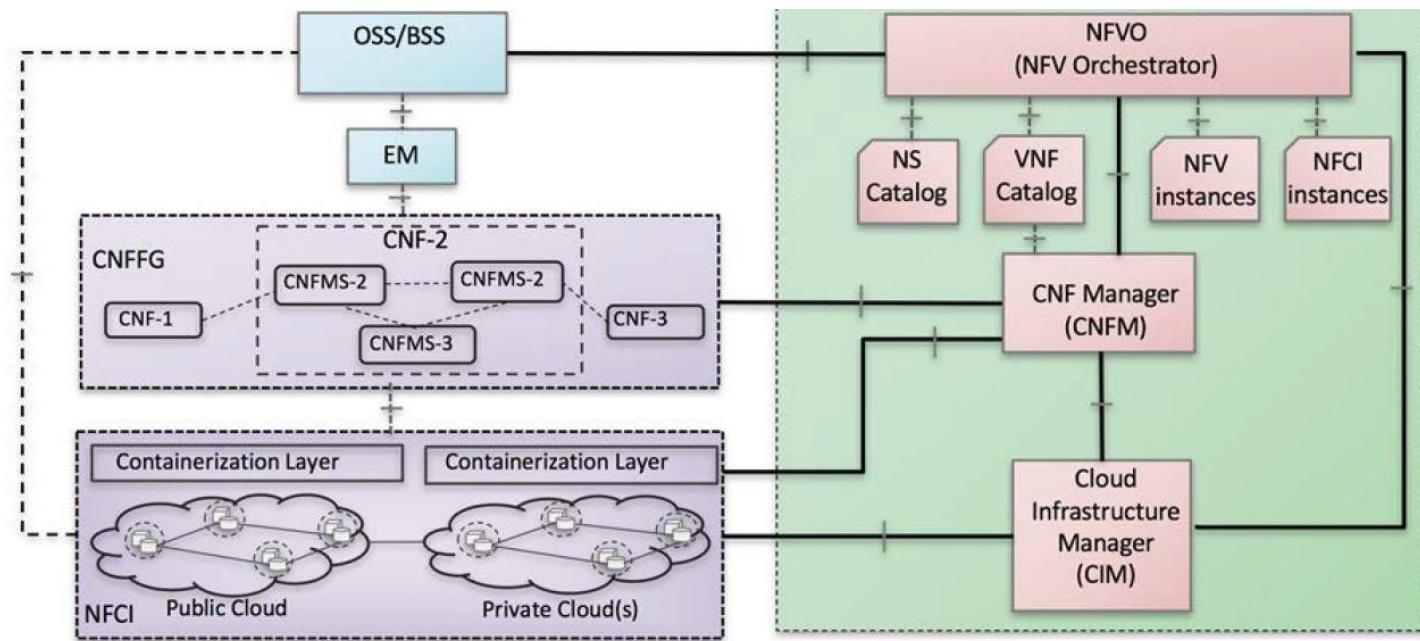 OSS/BSS
NFVO
(NFV Orchestrator)
EM
NS
Catalog
VNF
Catalog
NFV
instances
NFCI
instances
CNFFG
CNF-2
CNFMS-2
CNFMS-2
CNF-1
CNF-3
CNFMS-3
CNF Manager
(CNFM)
Containerization Layer
Containerization Layer
Cloud
Infrastructure
Manager
(CIM)
Public Cloud
Private Cloud(s)
NFCI